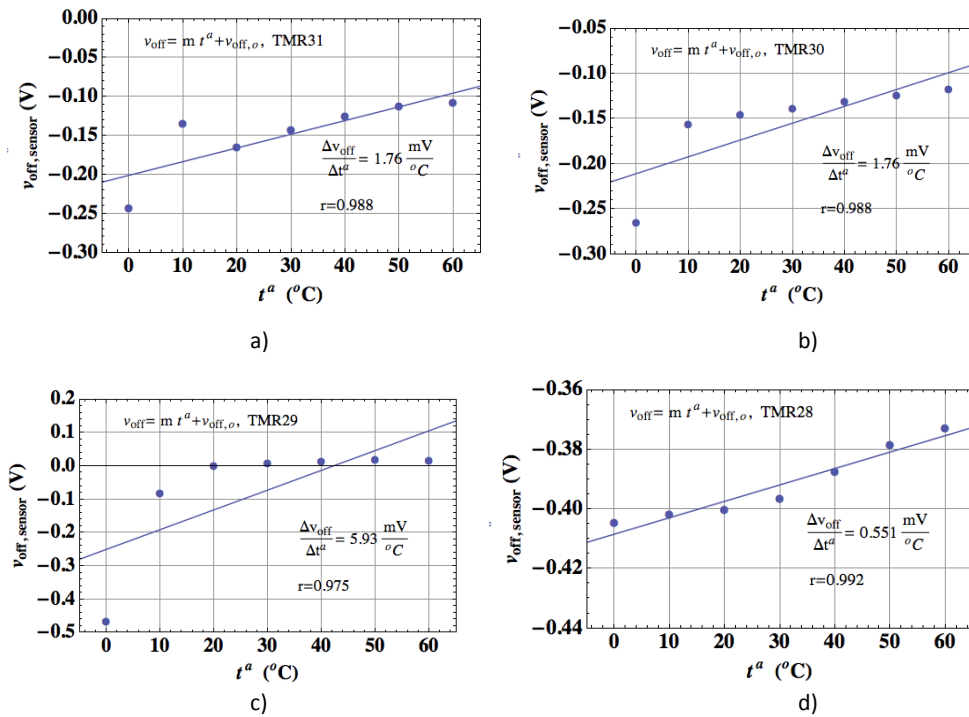 v_off = m t^a + v_off,o, TMR31
v_off,sensor (V)
0.00
−0.05
−0.10
−0.15
−0.20
−0.25
−0.30
Δv_off/Δt^a = 1.76 mV/°C
r=0.988
0 10 20 30 40 50 60
t^a (°C)
a)
v_off = m t^a + v_off,o, TMR30
v_off,sensor (V)
−0.05
−0.10
−0.15
−0.20
−0.25
−0.30
Δv_off/Δt^a = 1.76 mV/°C
r=0.988
0 10 20 30 40 50 60
t^a (°C)
b)
v_off = m t^a + v_off,o, TMR29
v_off,sensor (V)
0.2
0.1
0.0
−0.1
−0.2
−0.3
−0.4
−0.5
Δv_off/Δt^a = 5.93 mV/°C
r=0.975
0 10 20 30 40 50 60
t^a (°C)
c)
v_off = m t^a + v_off,o, TMR28
v_off,sensor (V)
−0.36
−0.38
−0.40
−0.42
−0.44
Δv_off/Δt^a = 0.551 mV/°C
r=0.992
0 10 20 30 40 50 60
t^a (°C)
d)